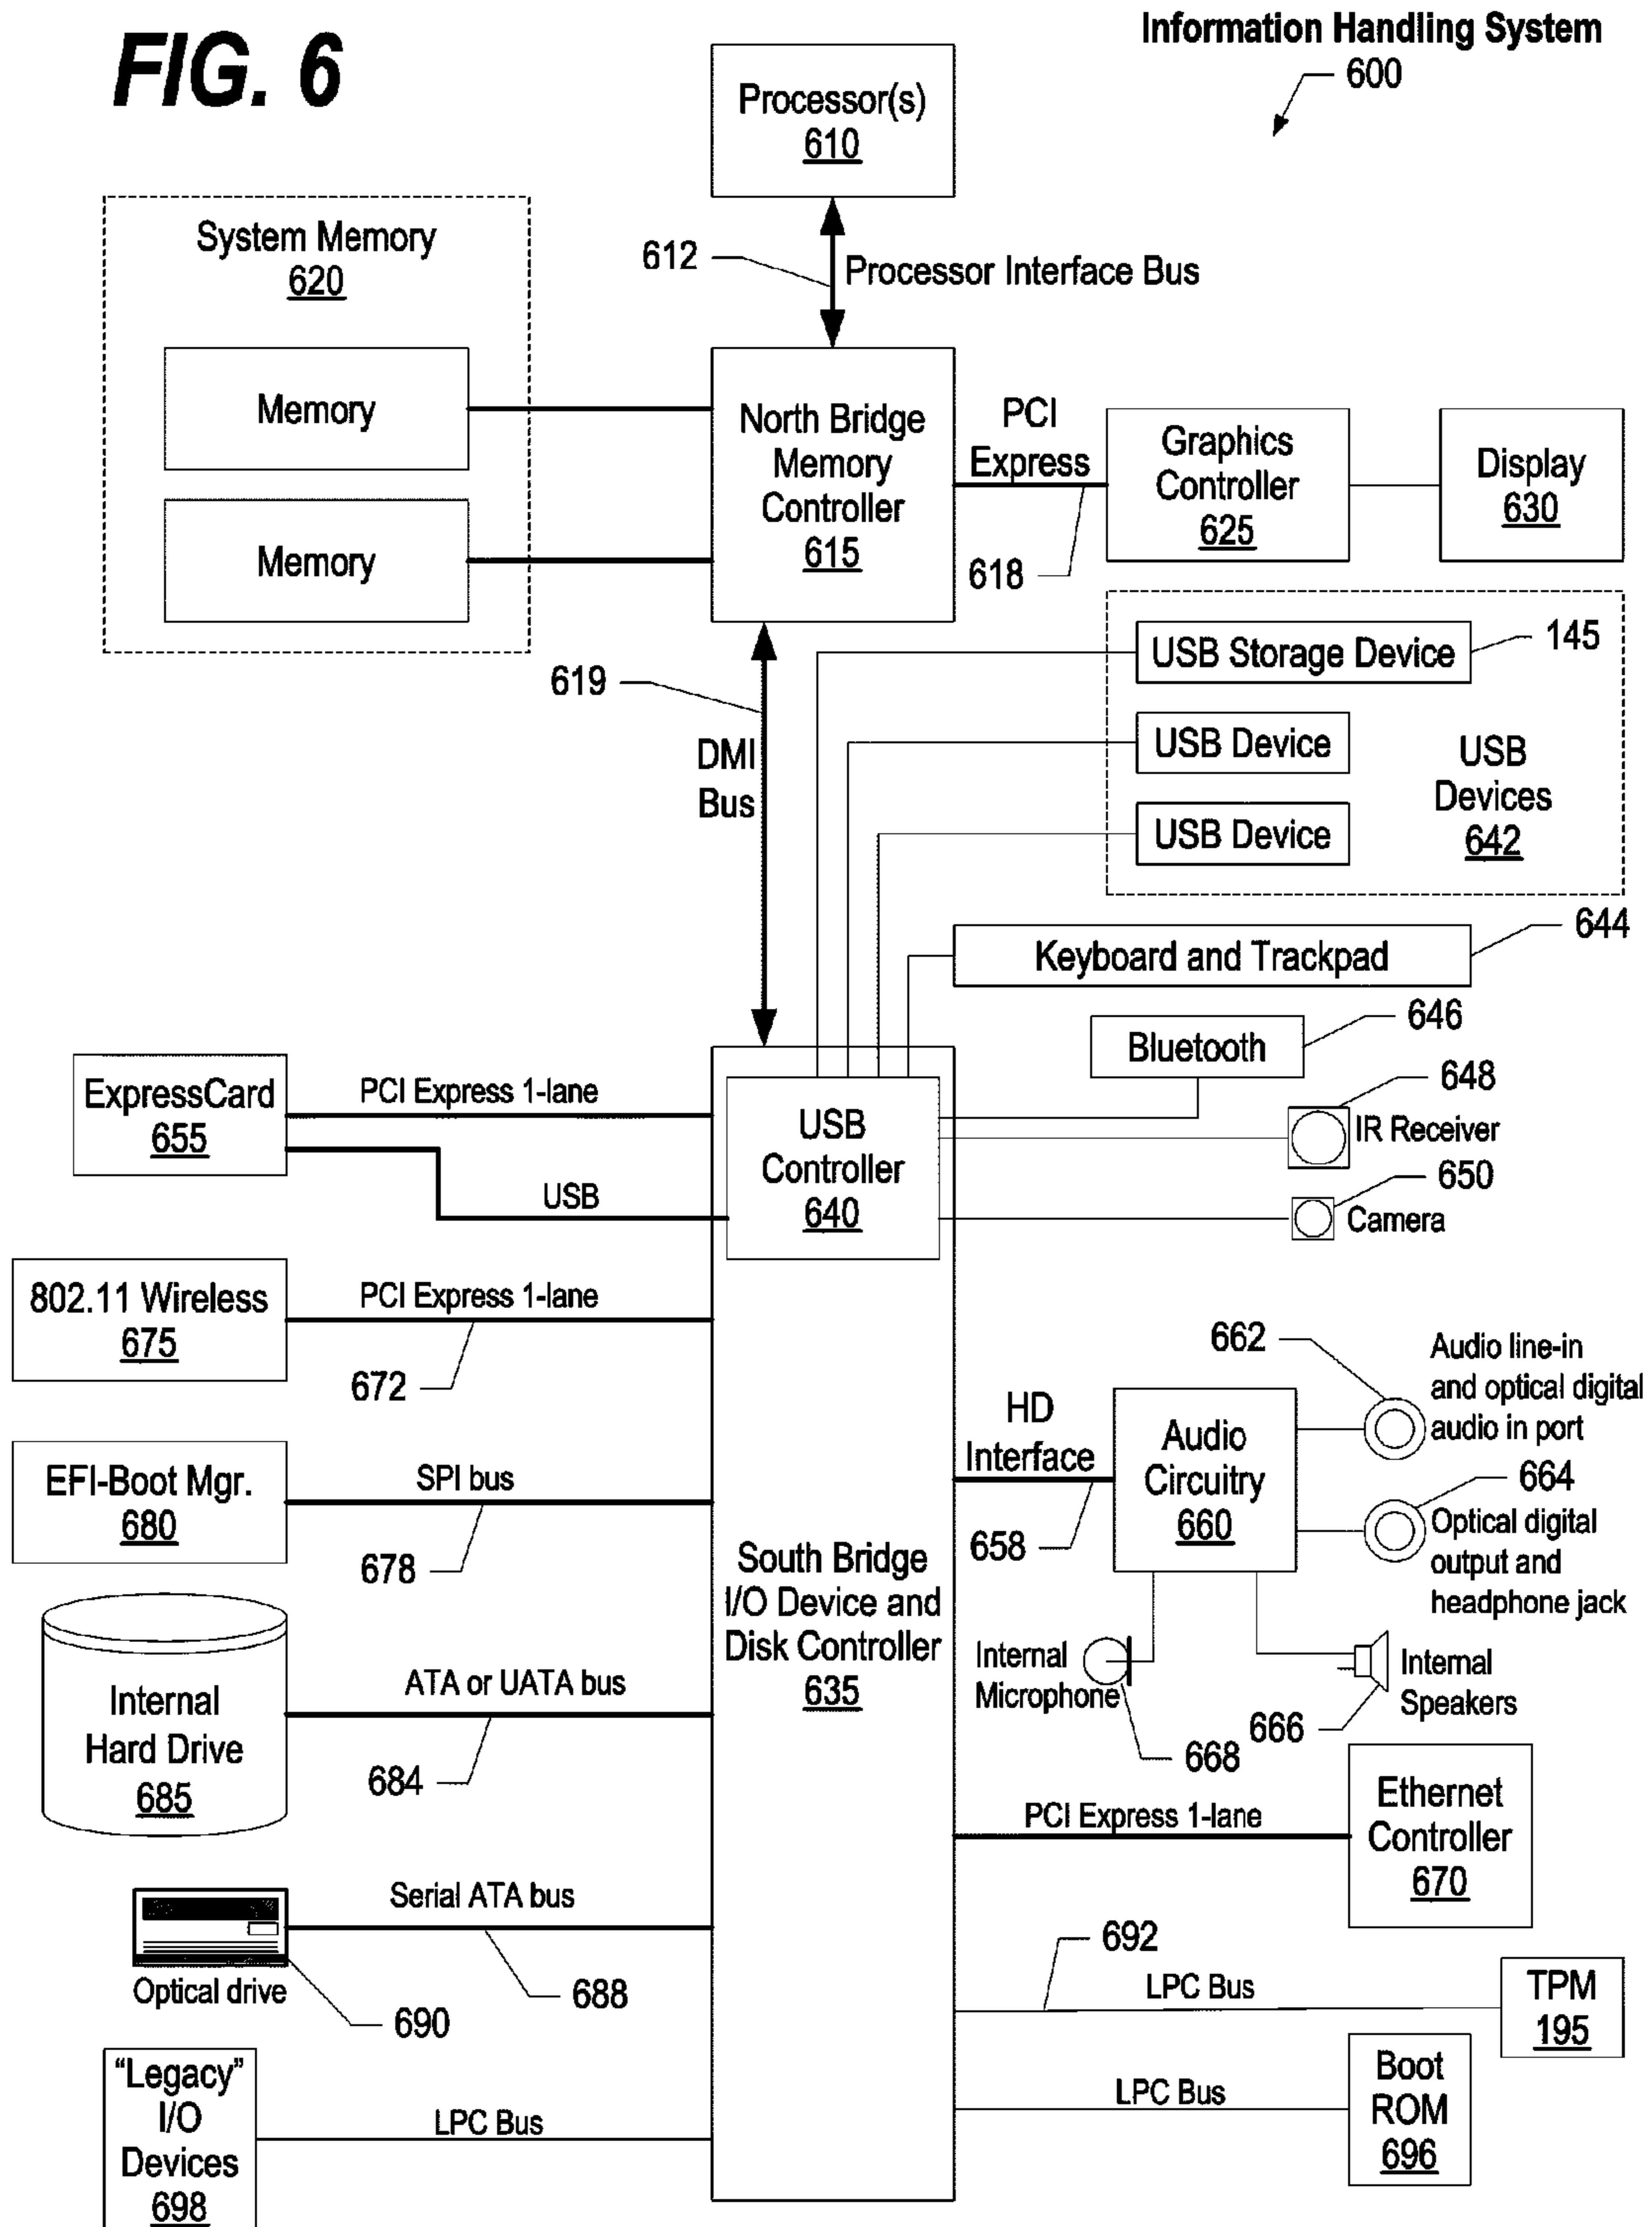 FIG. 6
Information Handling System
600
Processor(s)
610
612
Processor Interface Bus
System Memory
620
Memory
Memory
North Bridge
Memory
Controller
615
PCI
Express
618
Graphics
Controller
625
Display
630
619
DMI
Bus
USB Storage Device
145
USB Device
USB Device
USB
Devices
642
Keyboard and Trackpad
644
Bluetooth
646
648
IR Receiver
650
Camera
USB
Controller
640
ExpressCard
655
PCI Express 1-lane
USB
802.11 Wireless
675
PCI Express 1-lane
672
EFI-Boot Mgr.
680
SPI bus
678
South Bridge
I/O Device and
Disk Controller
635
HD
Interface
658
Audio
Circuitry
660
662
Audio line-in
and optical digital
audio in port
664
Optical digital
output and
headphone jack
Internal
Microphone
668
Internal
Speakers
666
Internal
Hard Drive
685
ATA or UATA bus
684
PCI Express 1-lane
Ethernet
Controller
670
Serial ATA bus
688
Optical drive
690
692
LPC Bus
TPM
195
"Legacy"
I/O
Devices
698
LPC Bus
LPC Bus
Boot
ROM
696